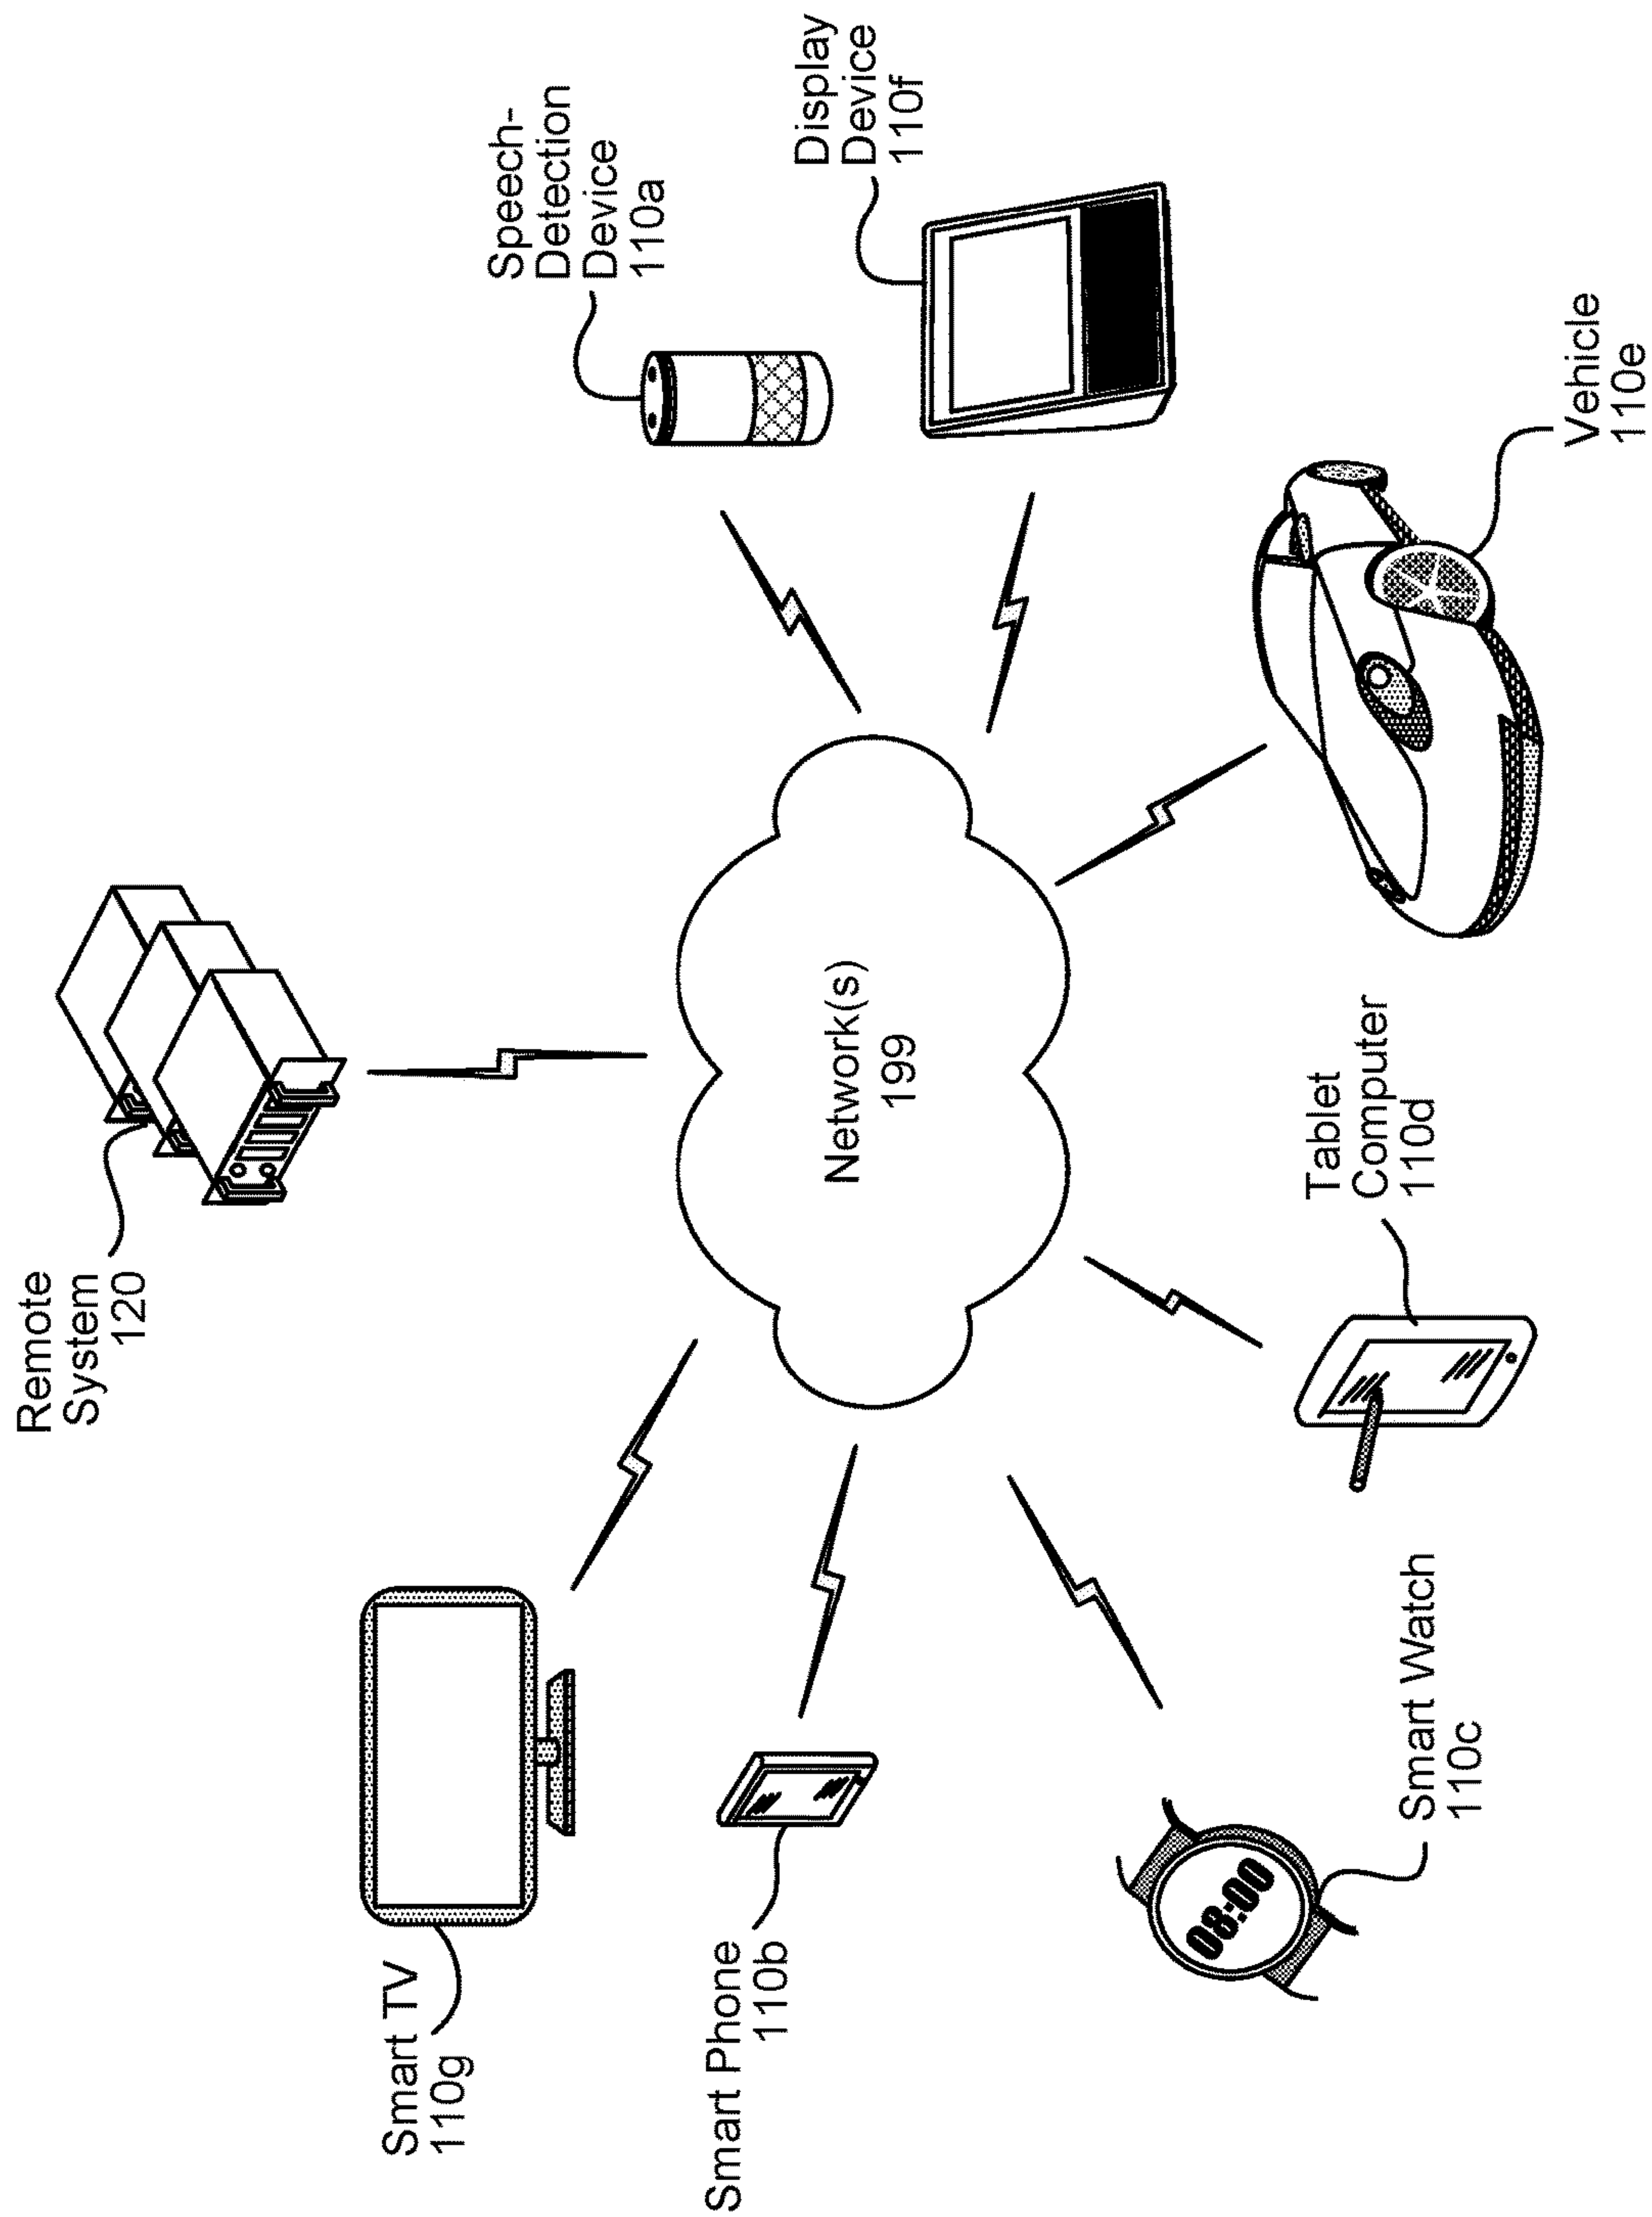 Remote
System
120
Smart TV
110g
Speech-
Detection
Device
110a
Smart Phone
110b
Network(s)
199
Display
Device
110f
08:00
Smart Watch
110c
Tablet
Computer
110d
Vehicle
110e